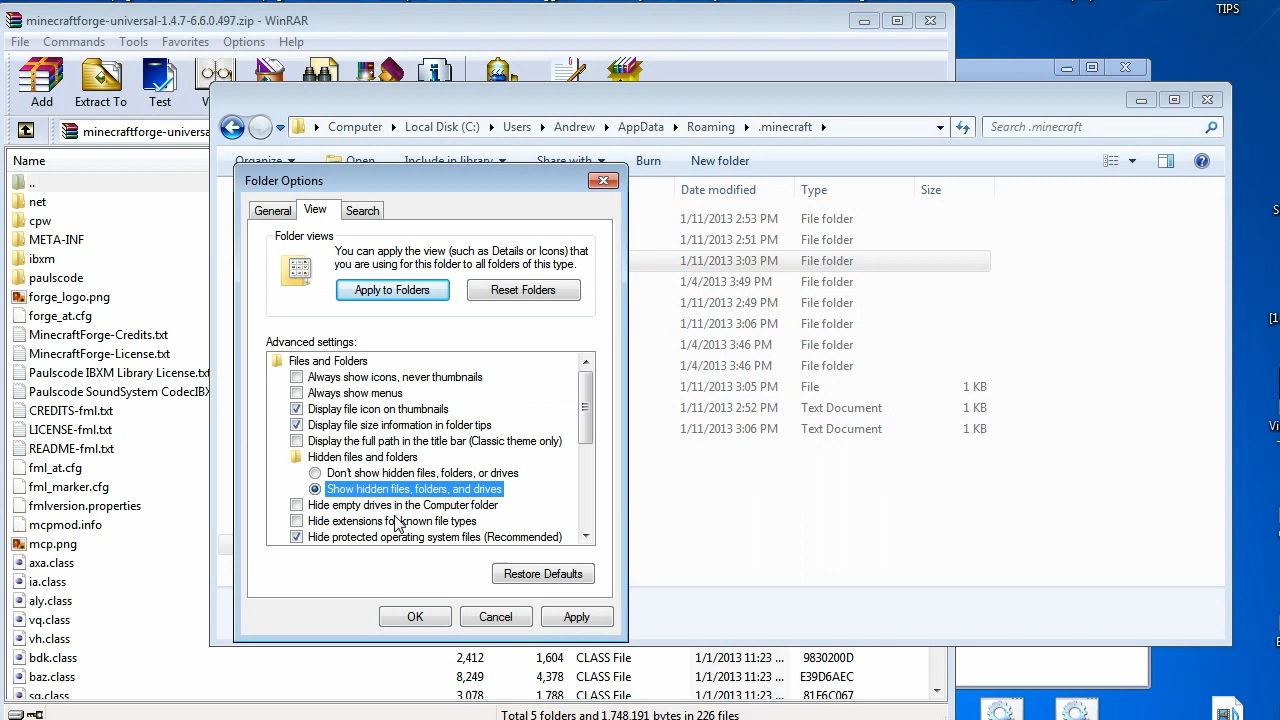 minecraftforge-universal-1.4.7-6.6.0.497.zip - WinRAR
TIPS
File Commands Tools Favorites Options Help
Add Extract To Test
minecraftforge-universa
Computer Local Disk (C:) Users Andrew AppData Roaming .minecraft Search .minecraft
Organize Open Include in library Share with Burn New folder
Name
..
net
cpw
META-INF
ibxm
paulscode
forge_logo.png
forge_at.cfg
MinecraftForge-Credits.txt
MinecraftForge-License.txt
Paulscode IBXM Library License.txt
Paulscode SoundSystem CodecIBX
CREDITS-fml.txt
LICENSE-fml.txt
README-fml.txt
fml_at.cfg
fml_marker.cfg
fmlversion.properties
mcpmod.info
mcp.png
axa.class
ia.class
aly.class
vq.class
vh.class
bdk.class 2,412 1,604 CLASS File 1/1/2013 11:23 ... 9830200D
baz.class 8,249 4,378 CLASS File 1/1/2013 11:23 ... E39D6AEC
sq.class 3,078 1,788 CLASS File 1/1/2013 11:23 ... 81F6C067
Total 5 folders and 1,748,191 bytes in 226 files
Folder Options
General View Search
Folder views
You can apply the view (such as Details or Icons) that
you are using for this folder to all folders of this type.
Apply to Folders Reset Folders
Advanced settings:
Files and Folders
Always show icons, never thumbnails
Always show menus
Display file icon on thumbnails
Display file size information in folder tips
Display the full path in the title bar (Classic theme only)
Hidden files and folders
Don't show hidden files, folders, or drives
Show hidden files, folders, and drives
Hide empty drives in the Computer folder
Hide extensions for known file types
Hide protected operating system files (Recommended)
Restore Defaults
OK Cancel Apply
Date modified Type Size
1/11/2013 2:53 PM File folder
1/11/2013 2:51 PM File folder
1/11/2013 3:03 PM File folder
1/4/2013 3:49 PM File folder
1/11/2013 2:49 PM File folder
1/11/2013 3:06 PM File folder
1/4/2013 3:46 PM File folder
1/4/2013 3:46 PM File folder
1/11/2013 3:05 PM File 1 KB
1/11/2013 2:52 PM Text Document 1 KB
1/11/2013 3:06 PM Text Document 1 KB